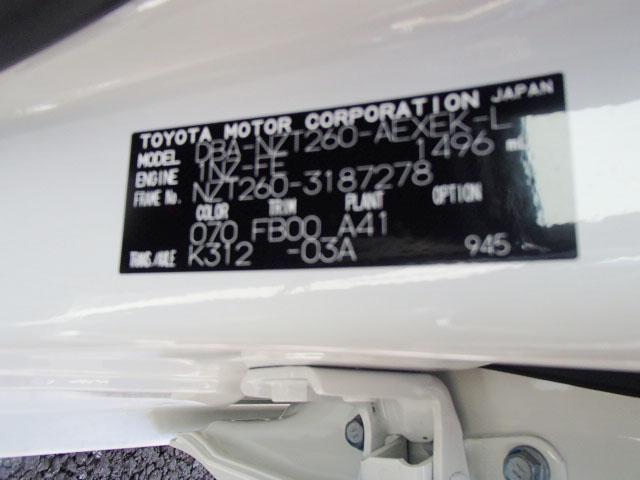 TOYOTA MOTOR CORPORATION JAPAN
MODEL DBA-NZT260-AEXEK-L
ENGINE 1NZ-FE 1496 mL
FRAME No. NZT260-3187278
COLOR TRIM PLANT OPTION
070 FB00 A41
TRANS./AXLE K312 -03A 945